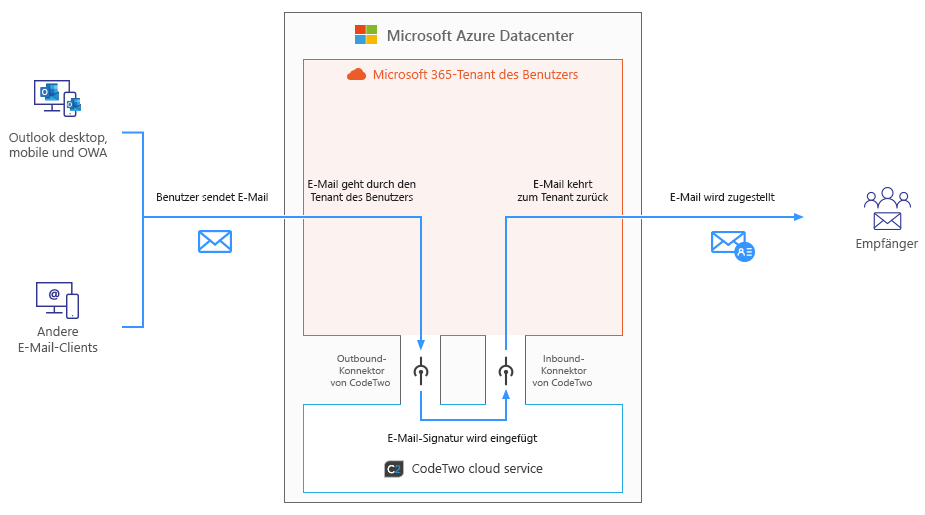 Microsoft Azure Datacenter
Microsoft 365-Tenant des Benutzers
Outlook desktop,
mobile und OWA
Benutzer sendet E-Mail
E-Mail geht durch den
Tenant des Benutzers
E-Mail kehrt
zum Tenant zurück
E-Mail wird zugestellt
Empfänger
@
Andere
E-Mail-Clients
Outbound-
Konnektor
von CodeTwo
Inbound-
Konnektor
von CodeTwo
E-Mail-Signatur wird eingefügt
C2 CodeTwo cloud service